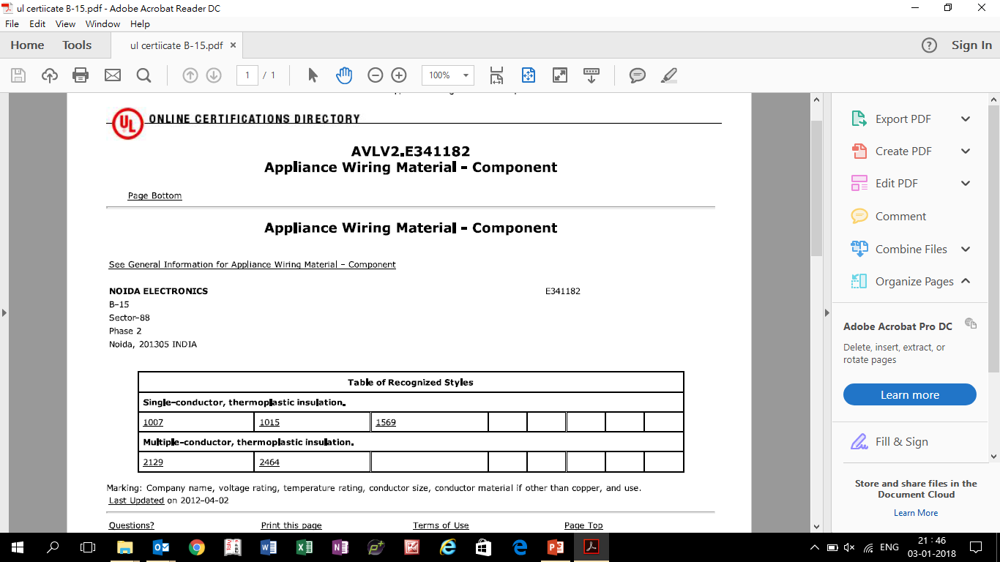 ul certiicate B-15.pdf - Adobe Acrobat Reader DC
File Edit View Window Help
Home Tools ul certiicate B-15.pdf × Sign In
1 / 1 100%
UL ONLINE CERTIFICATIONS DIRECTORY
AVLV2.E341182
Appliance Wiring Material - Component
Page Bottom
Appliance Wiring Material - Component
See General Information for Appliance Wiring Material - Component
NOIDA ELECTRONICS E341182
B-15
Sector-88
Phase 2
Noida, 201305 INDIA
Table of Recognized Styles
Single-conductor, thermoplastic insulation.
1007 1015 1569
Multiple-conductor, thermoplastic insulation.
2129 2464
Marking: Company name, voltage rating, temperature rating, conductor size, conductor material if other than copper, and use.
Last Updated on 2012-04-02
Questions? Print this page Terms of Use Page Top
Export PDF
Create PDF
Edit PDF
Comment
Combine Files
Organize Pages
Adobe Acrobat Pro DC
Delete, insert, extract, or
rotate pages
Learn more
Fill & Sign
Store and share files in the
Document Cloud
Learn More
ENG
21:46
03-01-2018